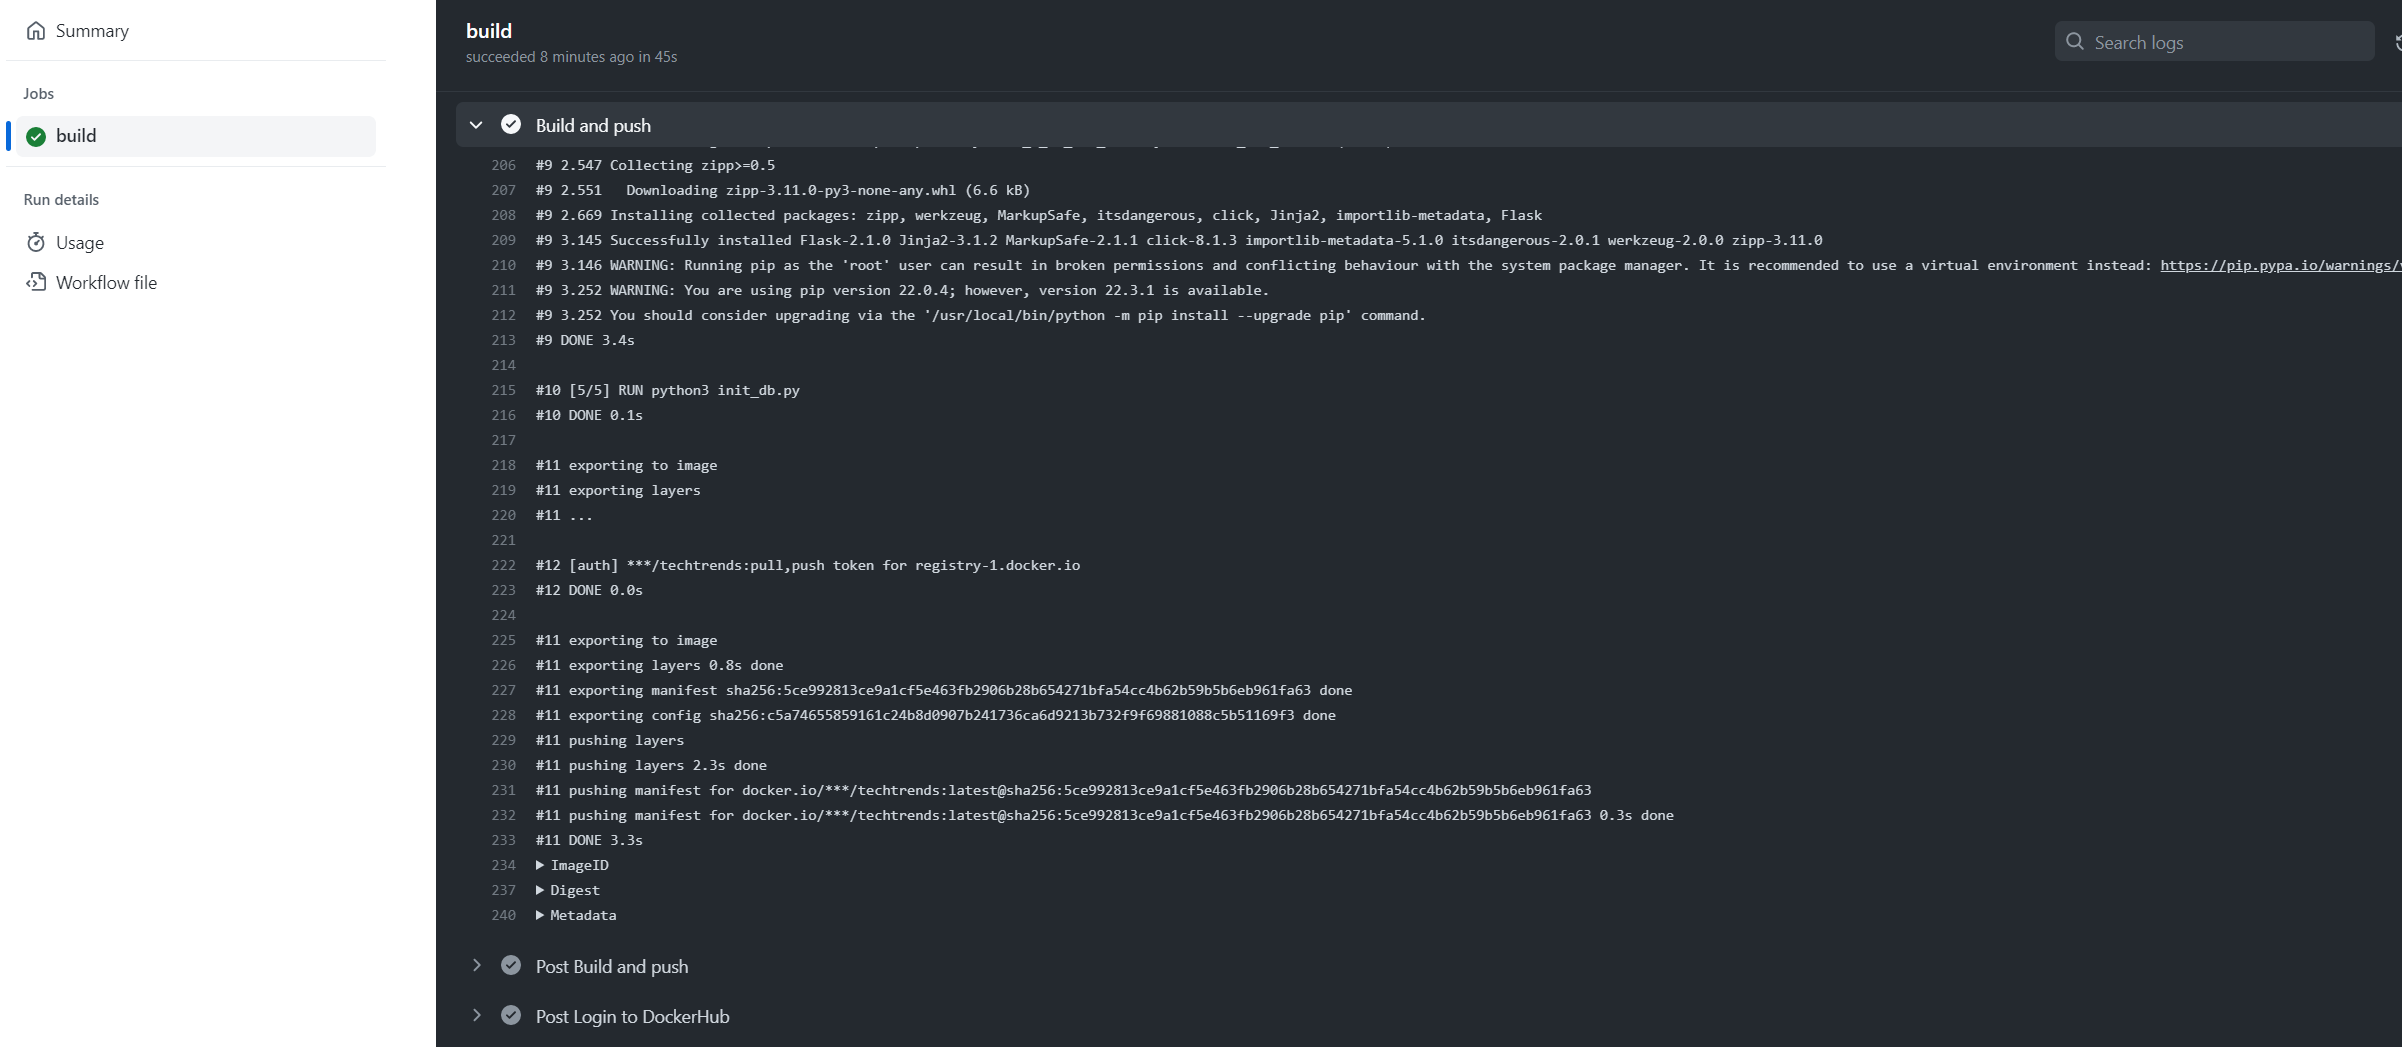 Summary
Jobs
build
Run details
Usage
Workflow file
build
succeeded 8 minutes ago in 45s
Search logs
Build and push
206 #9 2.547 Collecting zipp>=0.5
207 #9 2.551   Downloading zipp-3.11.0-py3-none-any.whl (6.6 kB)
208 #9 2.669 Installing collected packages: zipp, werkzeug, MarkupSafe, itsdangerous, click, Jinja2, importlib-metadata, Flask
209 #9 3.145 Successfully installed Flask-2.1.0 Jinja2-3.1.2 MarkupSafe-2.1.1 click-8.1.3 importlib-metadata-5.1.0 itsdangerous-2.0.1 werkzeug-2.0.0 zipp-3.11.0
210 #9 3.146 WARNING: Running pip as the 'root' user can result in broken permissions and conflicting behaviour with the system package manager. It is recommended to use a virtual environment instead: https://pip.pypa.io/warnings/
211 #9 3.252 WARNING: You are using pip version 22.0.4; however, version 22.3.1 is available.
212 #9 3.252 You should consider upgrading via the '/usr/local/bin/python -m pip install --upgrade pip' command.
213 #9 DONE 3.4s
214
215 #10 [5/5] RUN python3 init_db.py
216 #10 DONE 0.1s
217
218 #11 exporting to image
219 #11 exporting layers
220 #11 ...
221
222 #12 [auth] ***/techtrends:pull,push token for registry-1.docker.io
223 #12 DONE 0.0s
224
225 #11 exporting to image
226 #11 exporting layers 0.8s done
227 #11 exporting manifest sha256:5ce992813ce9a1cf5e463fb2906b28b654271bfa54cc4b62b59b5b6eb961fa63 done
228 #11 exporting config sha256:c5a74655859161c24b8d0907b241736ca6d9213b732f9f69881088c5b51169f3 done
229 #11 pushing layers
230 #11 pushing layers 2.3s done
231 #11 pushing manifest for docker.io/***/techtrends:latest@sha256:5ce992813ce9a1cf5e463fb2906b28b654271bfa54cc4b62b59b5b6eb961fa63
232 #11 pushing manifest for docker.io/***/techtrends:latest@sha256:5ce992813ce9a1cf5e463fb2906b28b654271bfa54cc4b62b59b5b6eb961fa63 0.3s done
233 #11 DONE 3.3s
234 ▶ ImageID
237 ▶ Digest
240 ▶ Metadata
Post Build and push
Post Login to DockerHub